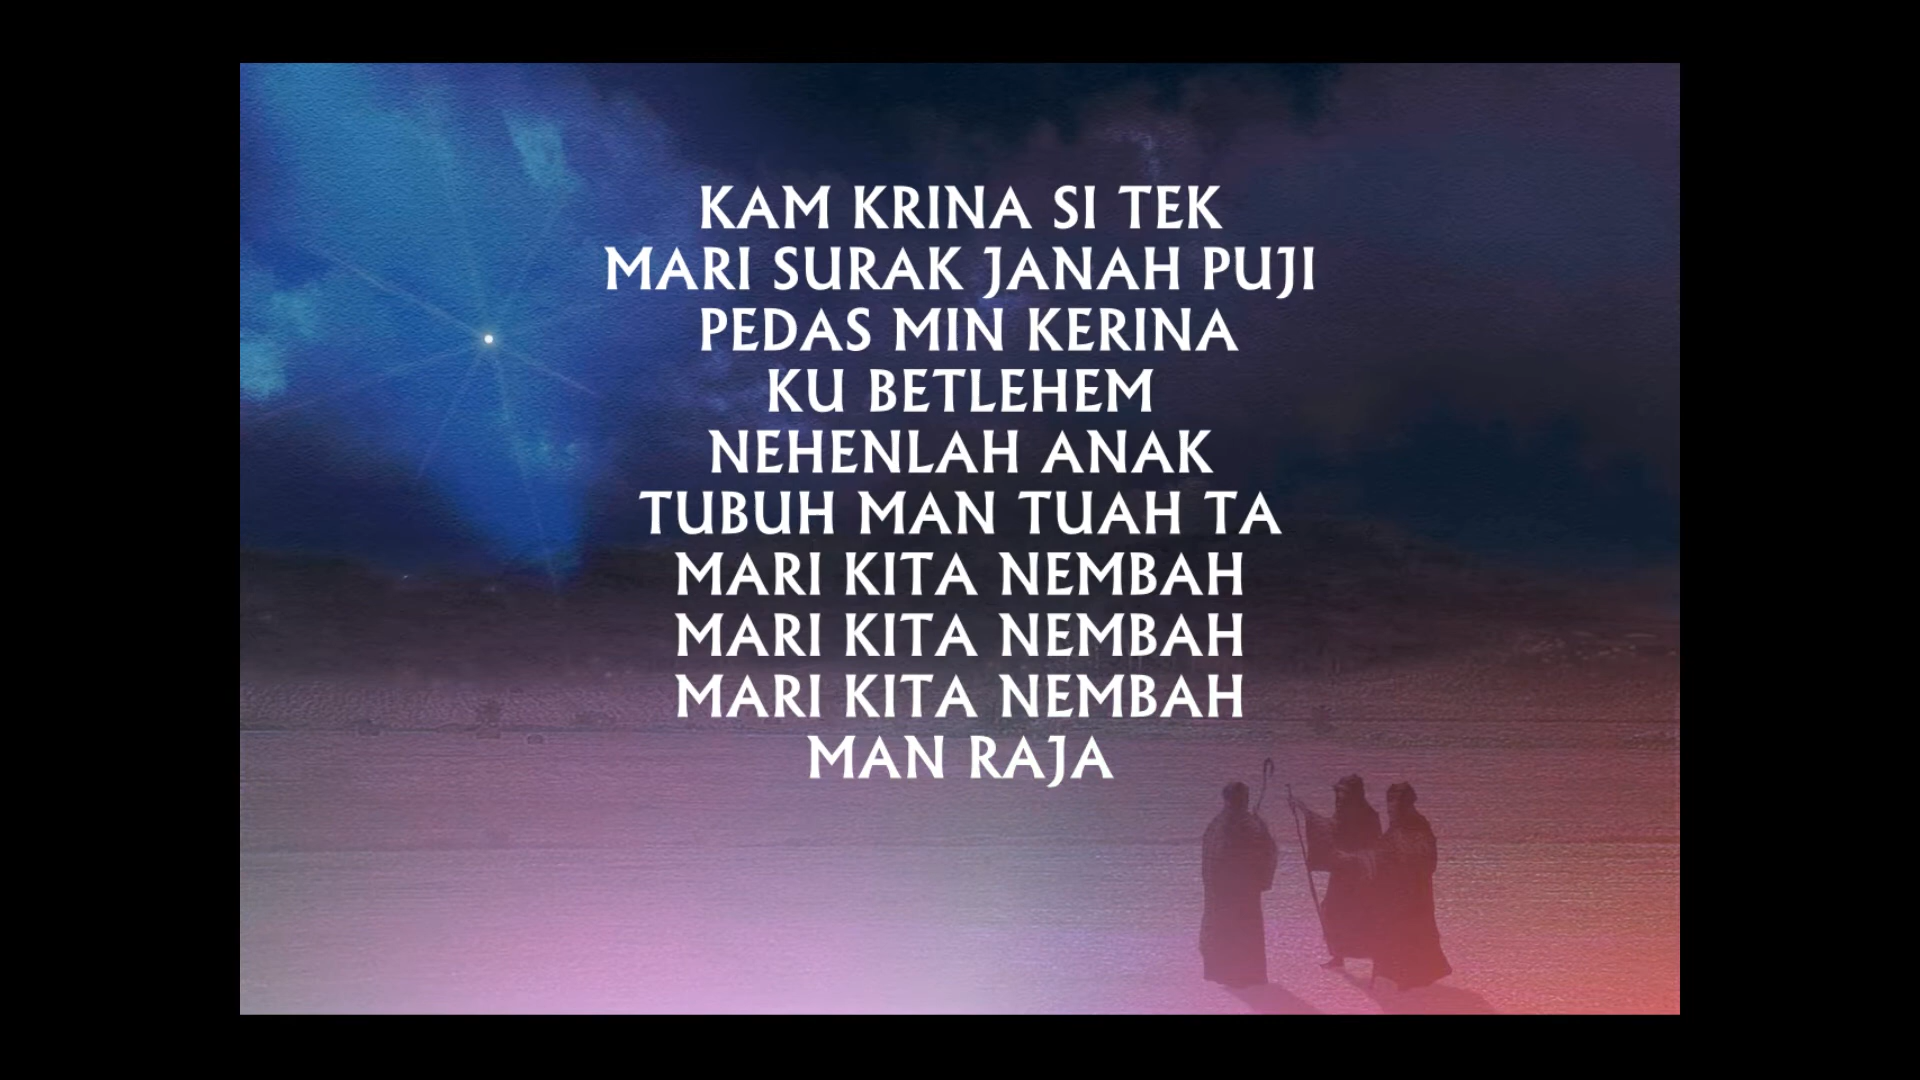 KAM KRINA SI TEK
MARI SURAK JANAH PUJI
PEDAS MIN KERINA
KU BETLEHEM
NEHENLAH ANAK
TUBUH MAN TUAH TA
MARI KITA NEMBAH
MARI KITA NEMBAH
MARI KITA NEMBAH
MAN RAJA